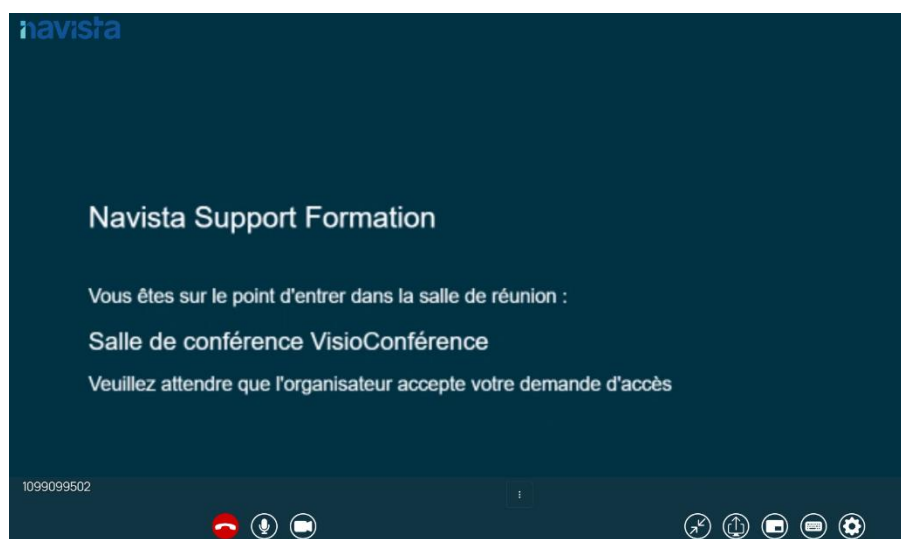 navista
Navista Support Formation
Vous êtes sur le point d'entrer dans la salle de réunion :
Salle de conférence VisioConférence
Veuillez attendre que l'organisateur accepte votre demande d'accès
1099099502